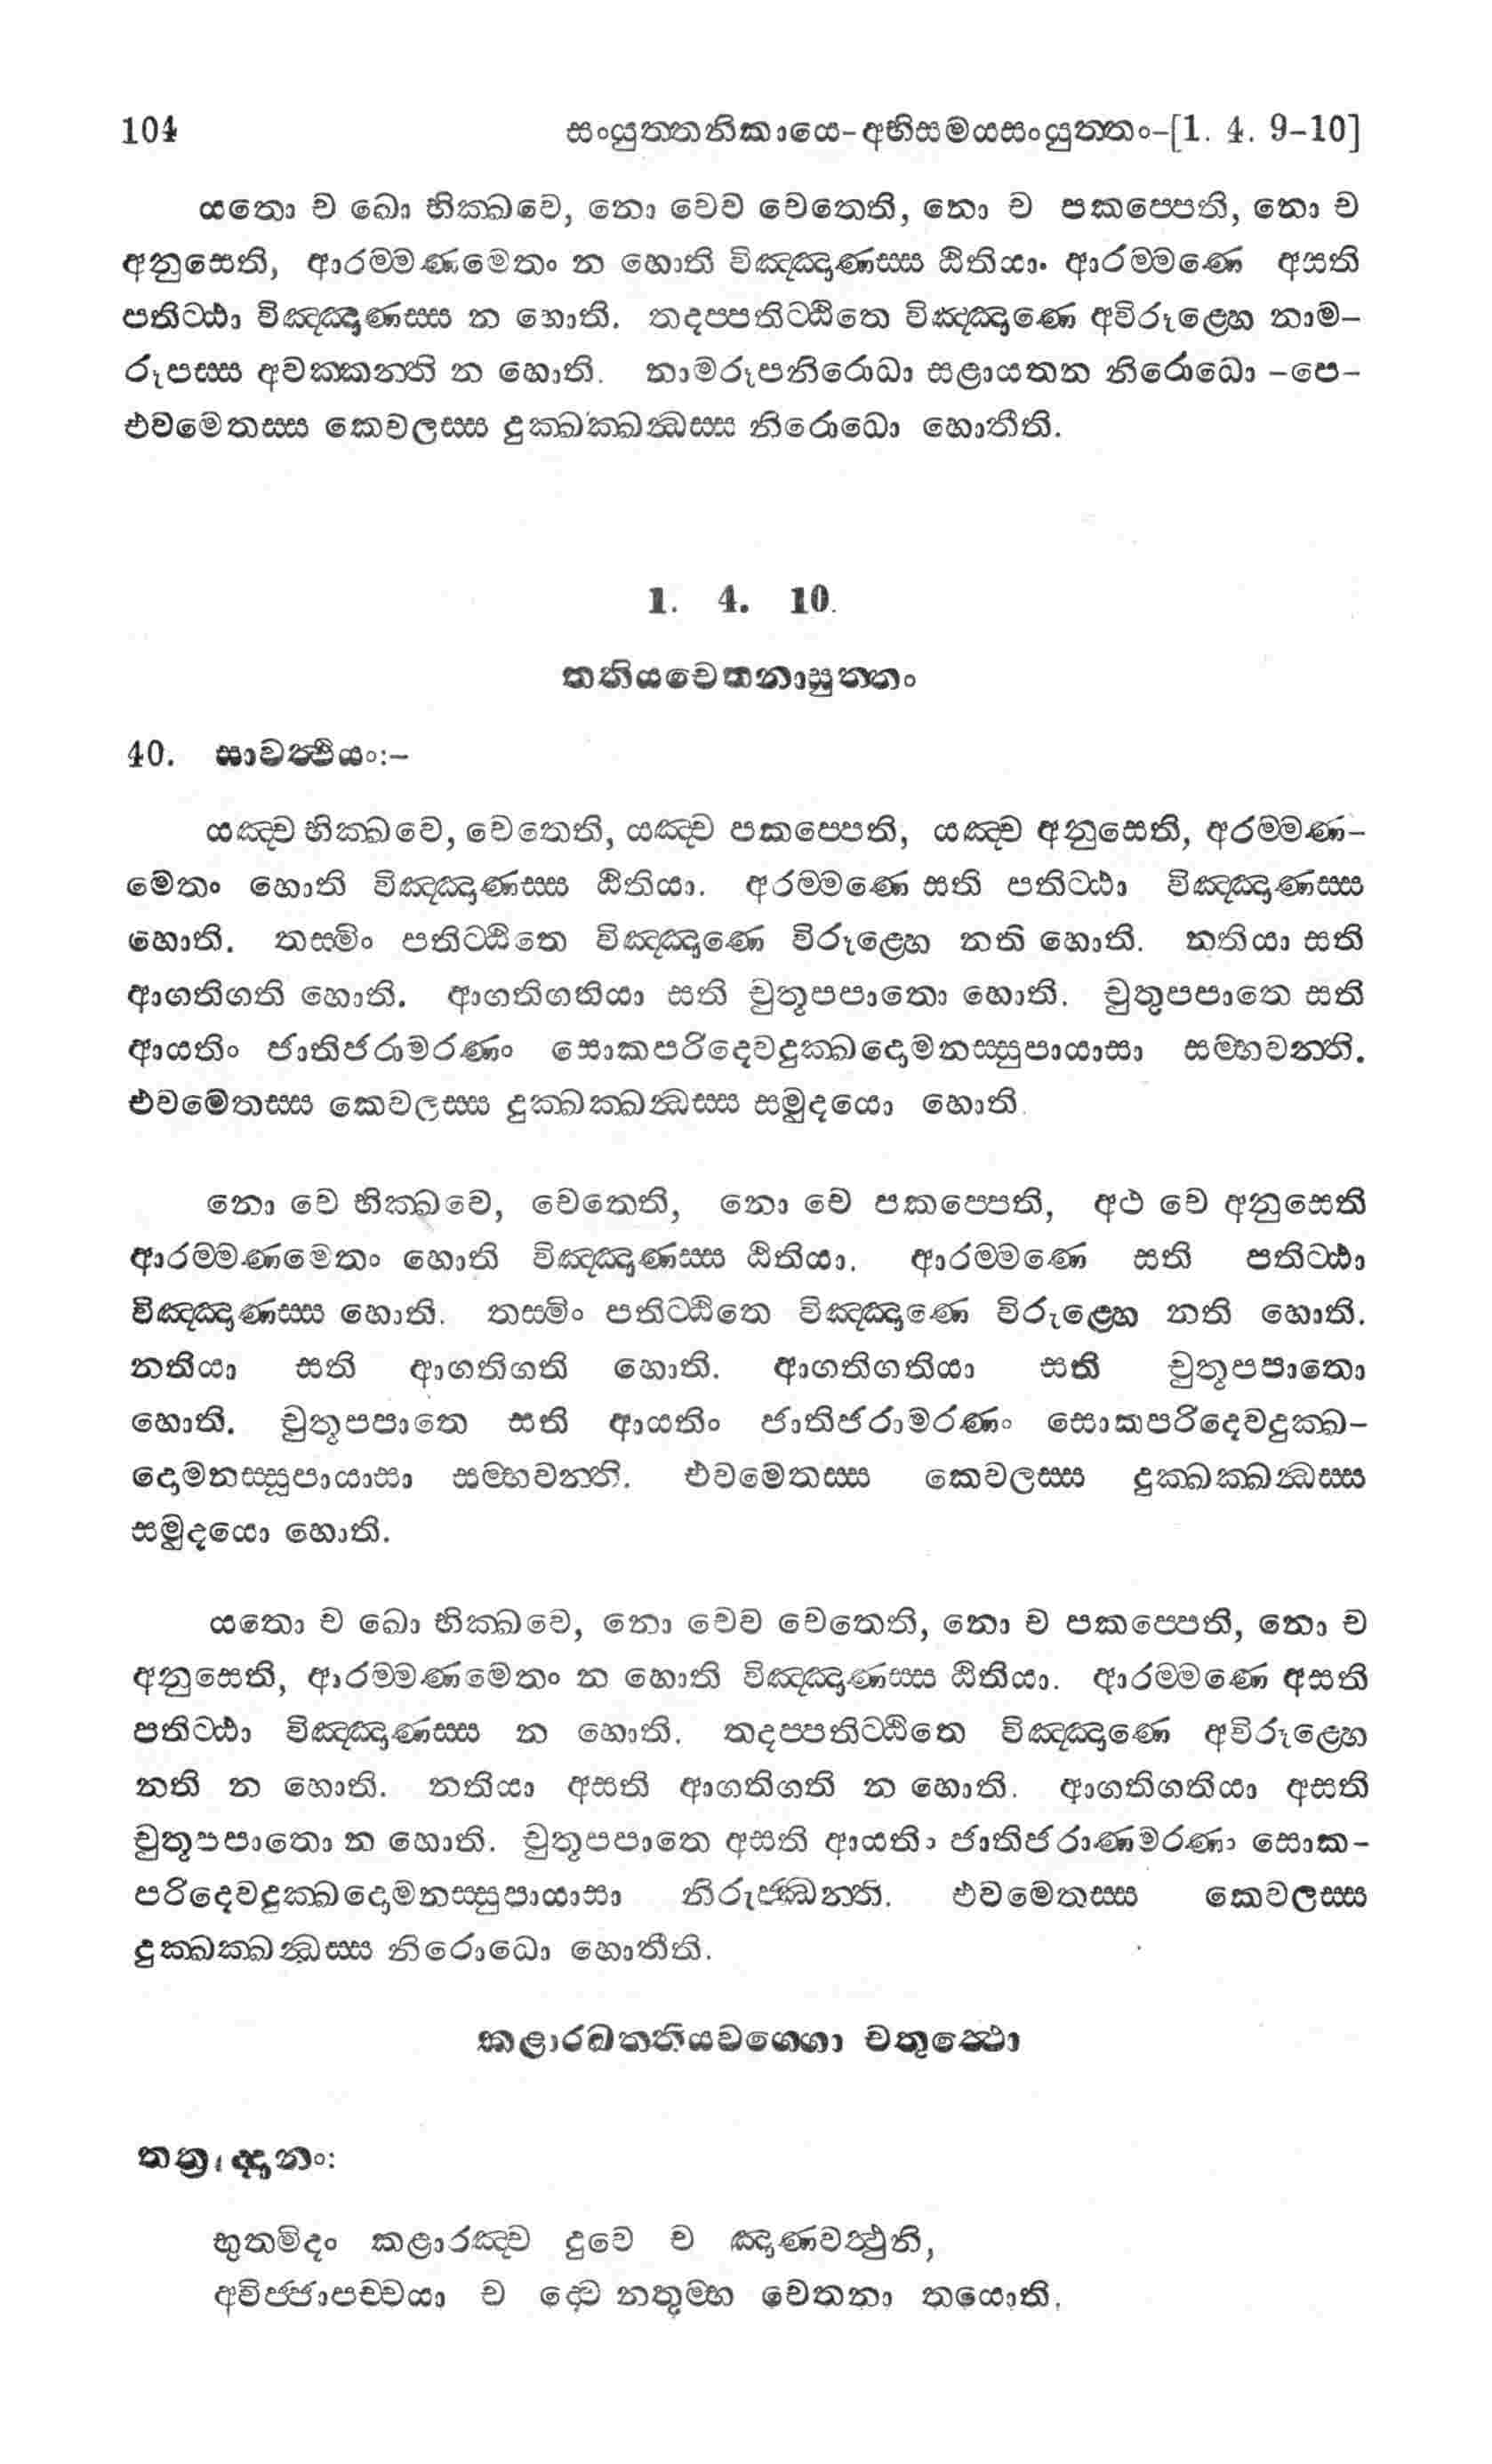 104 සංයුත්තනිකායෙ-අභිසමයසංයුත්තං-[1. 4. 9-10]
යතො ච ඛො භික්ඛවෙ, නො චෙව චෙතෙති, නො ච පකප්පෙති, නො ච
අනුසෙති, ආරම්මණමෙතං න හොති විඤ්ඤාණස්ස ඨිතියා. ආරම්මණෙ අසති
පතිට්ඨා විඤ්ඤාණස්ස න හොති. තදප්පතිට්ඨිතෙ විඤ්ඤාණෙ අවිරූළ්හෙ නාම-
රූපස්ස අවක්කන්ති න හොති. නාමරූපනිරොධා සළායතන නිරොධො -පෙ-
එවමෙතස්ස කෙවලස්ස දුක්ඛක්ඛන්ධස්ස නිරොධො හොතීති.
1. 4. 10.
තතියචෙතනාසුත්තං
40. සාවත්ථියං:-
යඤ්ච භික්ඛවෙ, චෙතෙති, යඤ්ච පකප්පෙති, යඤ්ච අනුසෙති, අරම්මණ-
මෙතං හොති විඤ්ඤාණස්ස ඨිතියා. අරම්මණෙ සති පතිට්ඨා විඤ්ඤාණස්ස
හොති. තස්මිං පතිට්ඨිතෙ විඤ්ඤාණෙ විරූළ්හෙ නති හොති. නතියා සති
ආගතිගති හොති. ආගතිගතියා සති චුතූපපාතො හොති. චුතුපපාතෙ සති
ආයතිං ජාතිජරාමරණං සොකපරිදෙවදුක්ඛදොමනස්සුපායාසා සම්භවන්ති.
එවමෙතස්ස කෙවලස්ස දුක්ඛක්ඛන්ධස්ස සමුදයො හොති.
නො චෙ භික්ඛවෙ, චෙතෙති, නො චෙ පකප්පෙති, අථ චෙ අනුසෙති
ආරම්මණමෙතං හොති විඤ්ඤාණස්ස ඨිතියා. ආරම්මණෙ සති පතිට්ඨා
විඤ්ඤාණස්ස හොති. තස්මිං පතිට්ඨිතෙ විඤ්ඤාණෙ විරුළ්හෙ නති හොති.
නතියා සති ආගතිගති හොති. ආගතිගතියා සති චුතූපපාතො
හොති. චුතූපපාතෙ සති ආයතිං ජාතිජරාමරණං සොකපරිදෙවදුක්ඛ-
දොමනස්සූපායාසා සම්භවන්ති. එවමෙතස්ස කෙවලස්ස දුක්ඛක්ඛන්ධස්ස
සමුදයො හොති.
යතො ච ඛො භික්ඛවෙ, නො චෙව චෙතෙති, නො ච පකප්පෙති, නො ච
අනුසෙති, ආරම්මණමෙතං න හොති විඤ්ඤාණස්ස ඨිතියා. ආරම්මණෙ අසති
පතිට්ඨා විඤ්ඤාණස්ස න හොති. තදප්පතිට්ඨිතෙ විඤ්ඤාණෙ අවිරූළ්හෙ
නති න හොති. නතියා අසති ආගතිගති න හොති. ආගතිගතියා අසති
චුතූපපාතො න හොති. චුතූපපාතෙ අසති ආයතිං ජාතිජරාණමරණං සොක-
පරිදෙවදුක්ඛදොමනස්සුපායාසා නිරුජ්ඣන්ති. එවමෙතස්ස කෙවලස්ස
දුක්ඛක්ඛන්ධස්ස නිරොධො හොතීති.
කළාරඛත්තියවග්ගො චතුත්ථො
තත්‍රුද්දානං:
භූතමිදං කළාරඤ්ච දුවෙ ච ඤාණවත්ථුනි,
අවිජ්ජාපච්චයා ච ද්වෙ නතුම්හ චෙතනා තයොති.